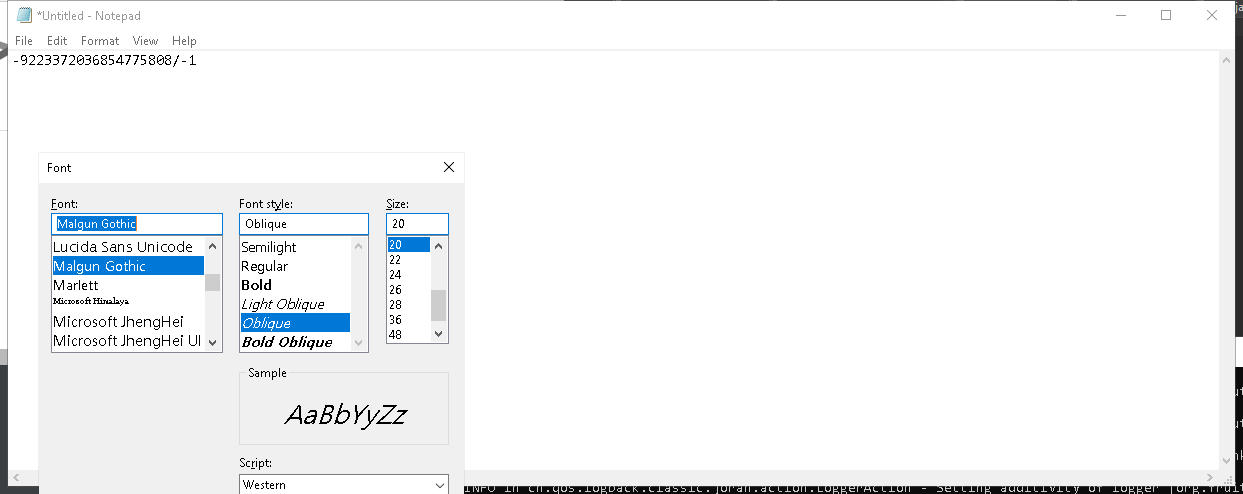 *Untitled - Notepad
File Edit Format View Help
-9223372036854775808/-1
Font
Font: Font style: Size:
Malgun Gothic Oblique 20
Lucida Sans Unicode Semilight 20
Malgun Gothic Regular 22
Marlett Bold 24
Microsoft Himalaya Light Oblique 26
Microsoft JhengHei Oblique 28
Microsoft JhengHei UI Bold Oblique 36
48
Sample
AaBbYyZz
Script:
Western
INFO in ch.qos.logback.classic.joran.action.LoggerAction - Setting additivity of logger